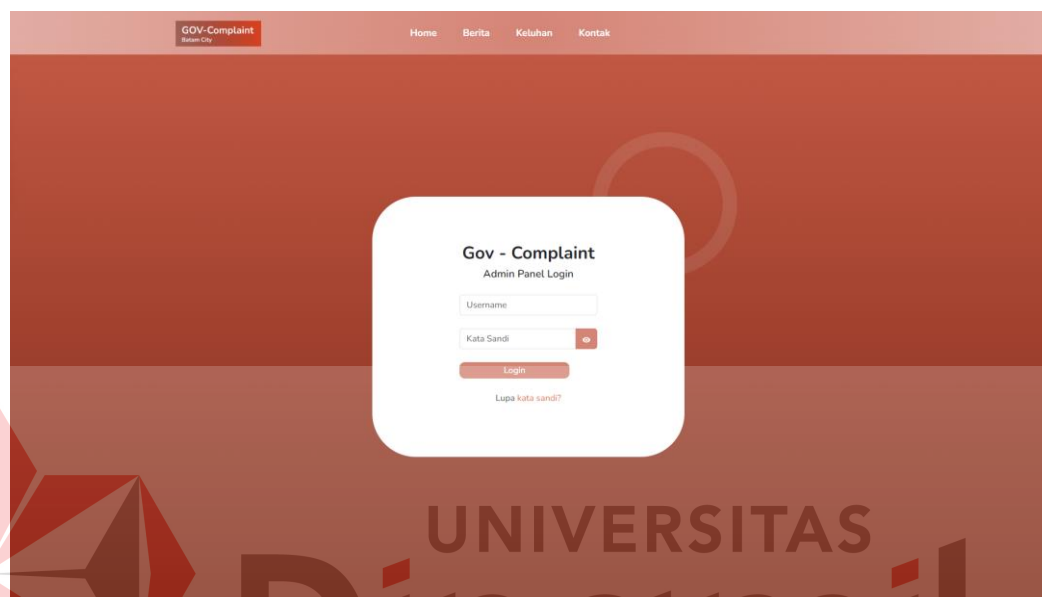 GOV-Complaint
Batam City
Home Berita Keluhan Kontak
Gov - Complaint
Admin Panel Login
Username
Kata Sandi
Login
Lupa kata sandi?
UNIVERSITAS